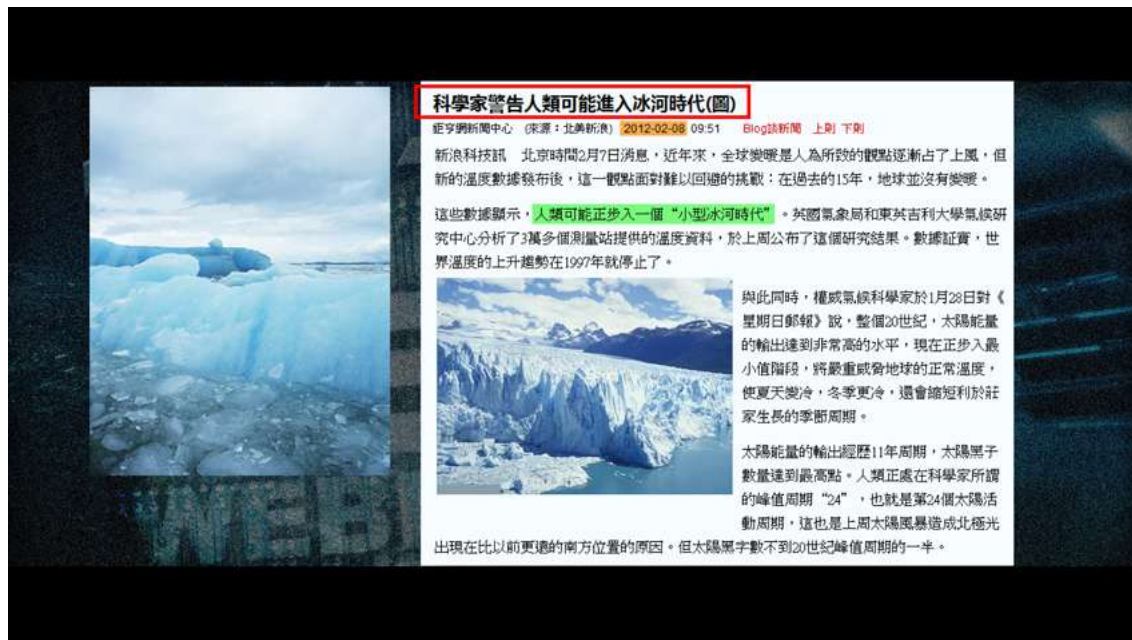 科學家警告人類可能進入冰河時代(圖)
鉅亨網新聞中心 (來源:北美新浪) 2012-02-08 09:51 Blog談新聞 上則 下則
新浪科技訊 北京時間2月7日消息,近年來,全球變暖是人為所致的觀點逐漸占了上風,但
新的溫度數據發布後,這一觀點面對難以回避的挑戰:在過去的15年,地球並沒有變暖。
這些數據顯示,人類可能正步入一個“小型冰河時代”。英國氣象局和東英吉利大學氣候研
究中心分析了3萬多個測量站提供的溫度資料,於上周公布了這個研究結果。數據証實,世
界溫度的上升趨勢在1997年就停止了。
與此同時,權威氣候科學家於1月28日對《
星期日郵報》說,整個20世紀,太陽能量
的輸出達到非常高的水平,現在正步入最
小值階段,將嚴重威脅地球的正常溫度,
使夏天變冷,冬季更冷,還會縮短利於莊
家生長的季節周期。
太陽能量的輸出經歷11年周期,太陽黑子
數量達到最高點。人類正處在科學家所謂
的峰值周期“24”,也就是第24個太陽活
動周期,這也是上周太陽風暴造成北極光
出現在比以前更遠的南方位置的原因。但太陽黑字數不到20世紀峰值周期的一半。
WEB